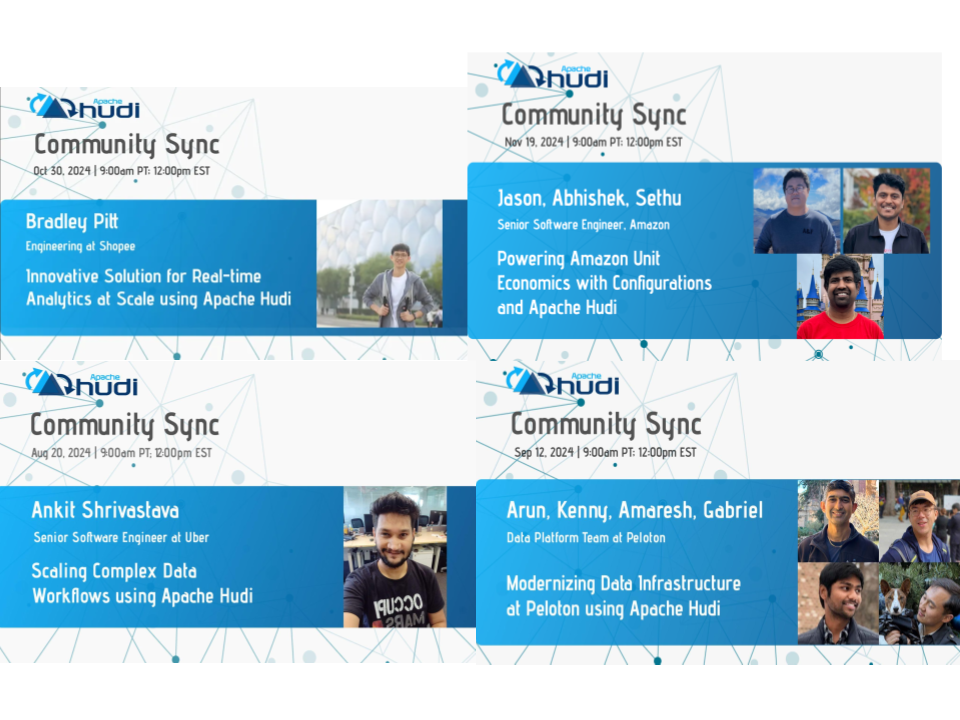 Apache
hudi
Community Sync
Oct 30, 2024 | 9:00am PT: 12:00pm EST
Bradley Pitt
Engineering at Shopee
Innovative Solution for Real-time
Analytics at Scale using Apache Hudi
Apache
hudi
Community Sync
Nov 19, 2024 | 9:00am PT: 12:00pm EST
Jason, Abhishek, Sethu
Senior Software Engineer, Amazon
Powering Amazon Unit
Economics with Configurations
and Apache Hudi
Apache
hudi
Community Sync
Aug 20, 2024 | 9:00am PT: 12:00pm EST
Ankit Shrivastava
Senior Software Engineer at Uber
Scaling Complex Data
Workflows using Apache Hudi
OCCUPY
MARS
Apache
hudi
Community Sync
Sep 12, 2024 | 9:00am PT: 12:00pm EST
Arun, Kenny, Amaresh, Gabriel
Data Platform Team at Peloton
Modernizing Data Infrastructure
at Peloton using Apache Hudi